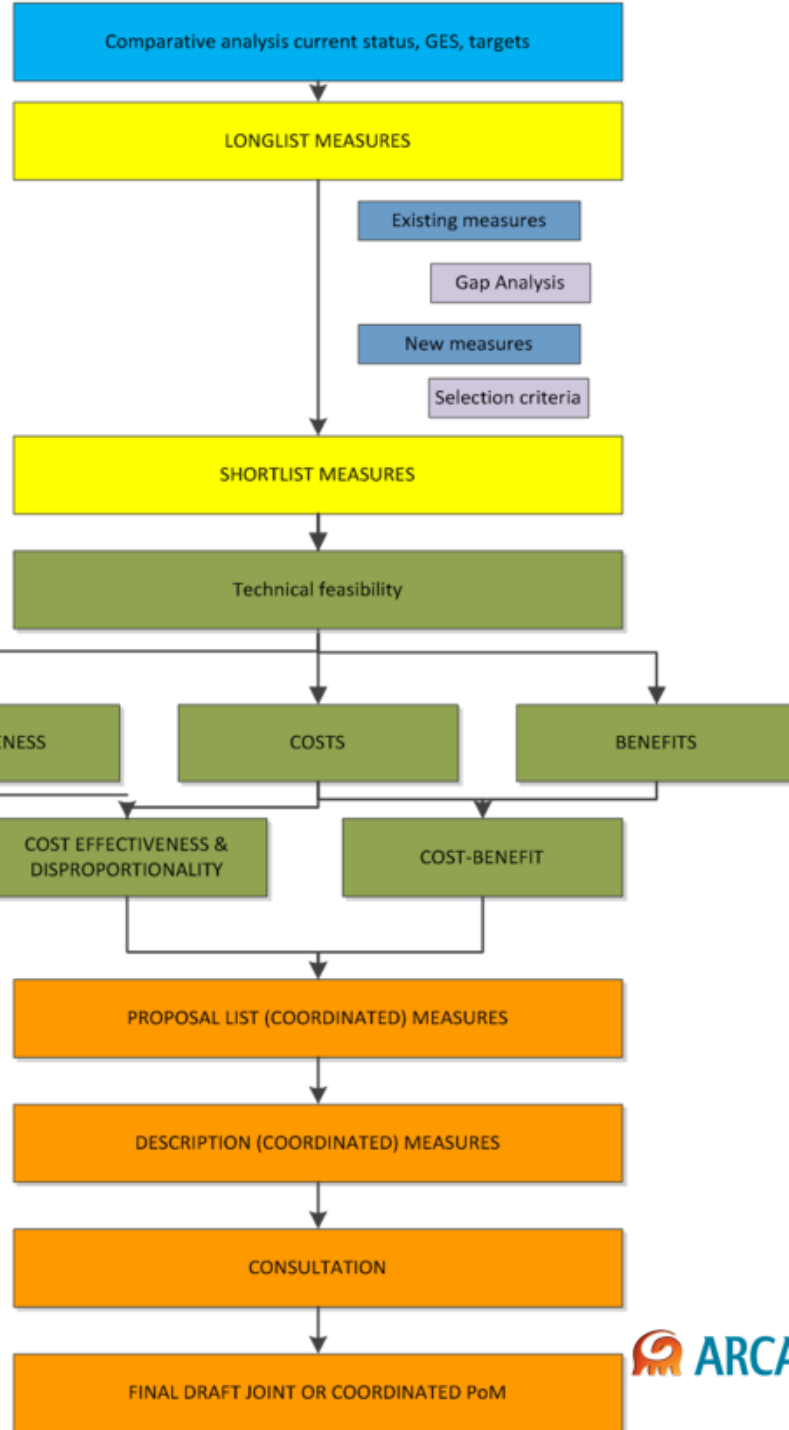 Comparative analysis current status, GES, targets
LONGLIST MEASURES
Existing measures
Gap Analysis
New measures
Selection criteria
SHORTLIST MEASURES
Technical feasibility
ENESS
COSTS
BENEFITS
COST EFFECTIVENESS &
DISPROPORTIONALITY
COST-BENEFIT
PROPOSAL LIST (COORDINATED) MEASURES
DESCRIPTION (COORDINATED) MEASURES
CONSULTATION
ARCA
FINAL DRAFT JOINT OR COORDINATED PoM